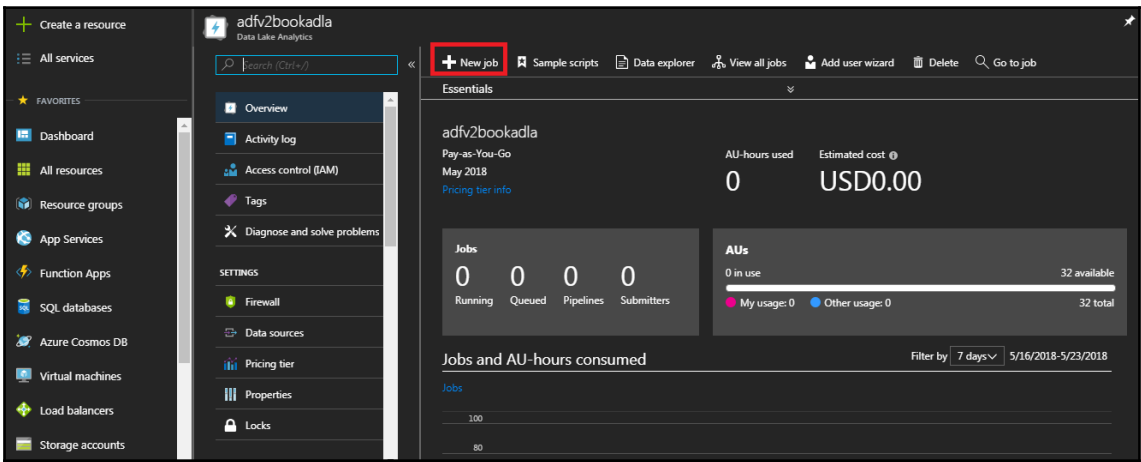 Create a resource
All services
FAVORITES
Dashboard
All resources
Resource groups
App Services
Function Apps
SQL databases
Azure Cosmos DB
Virtual machines
Load balancers
Storage accounts
adfv2bookadla
Data Lake Analytics
Search (Ctrl+/)
«
Overview
Activity log
Access control (IAM)
Tags
Diagnose and solve problems
SETTINGS
Firewall
Data sources
Pricing tier
Properties
Locks
New job Sample scripts Data explorer View all jobs Add user wizard Delete Go to job
Essentials
adfv2bookadla
Pay-as-You-Go
May 2018
Pricing tier info
AU-hours used Estimated cost
0 USD0.00
Jobs
0 0 0 0
Running Queued Pipelines Submitters
AUs
0 in use 32 available
My usage: 0 Other usage: 0 32 total
Jobs and AU-hours consumed Filter by 7 days 5/16/2018-5/23/2018
Jobs
100
80